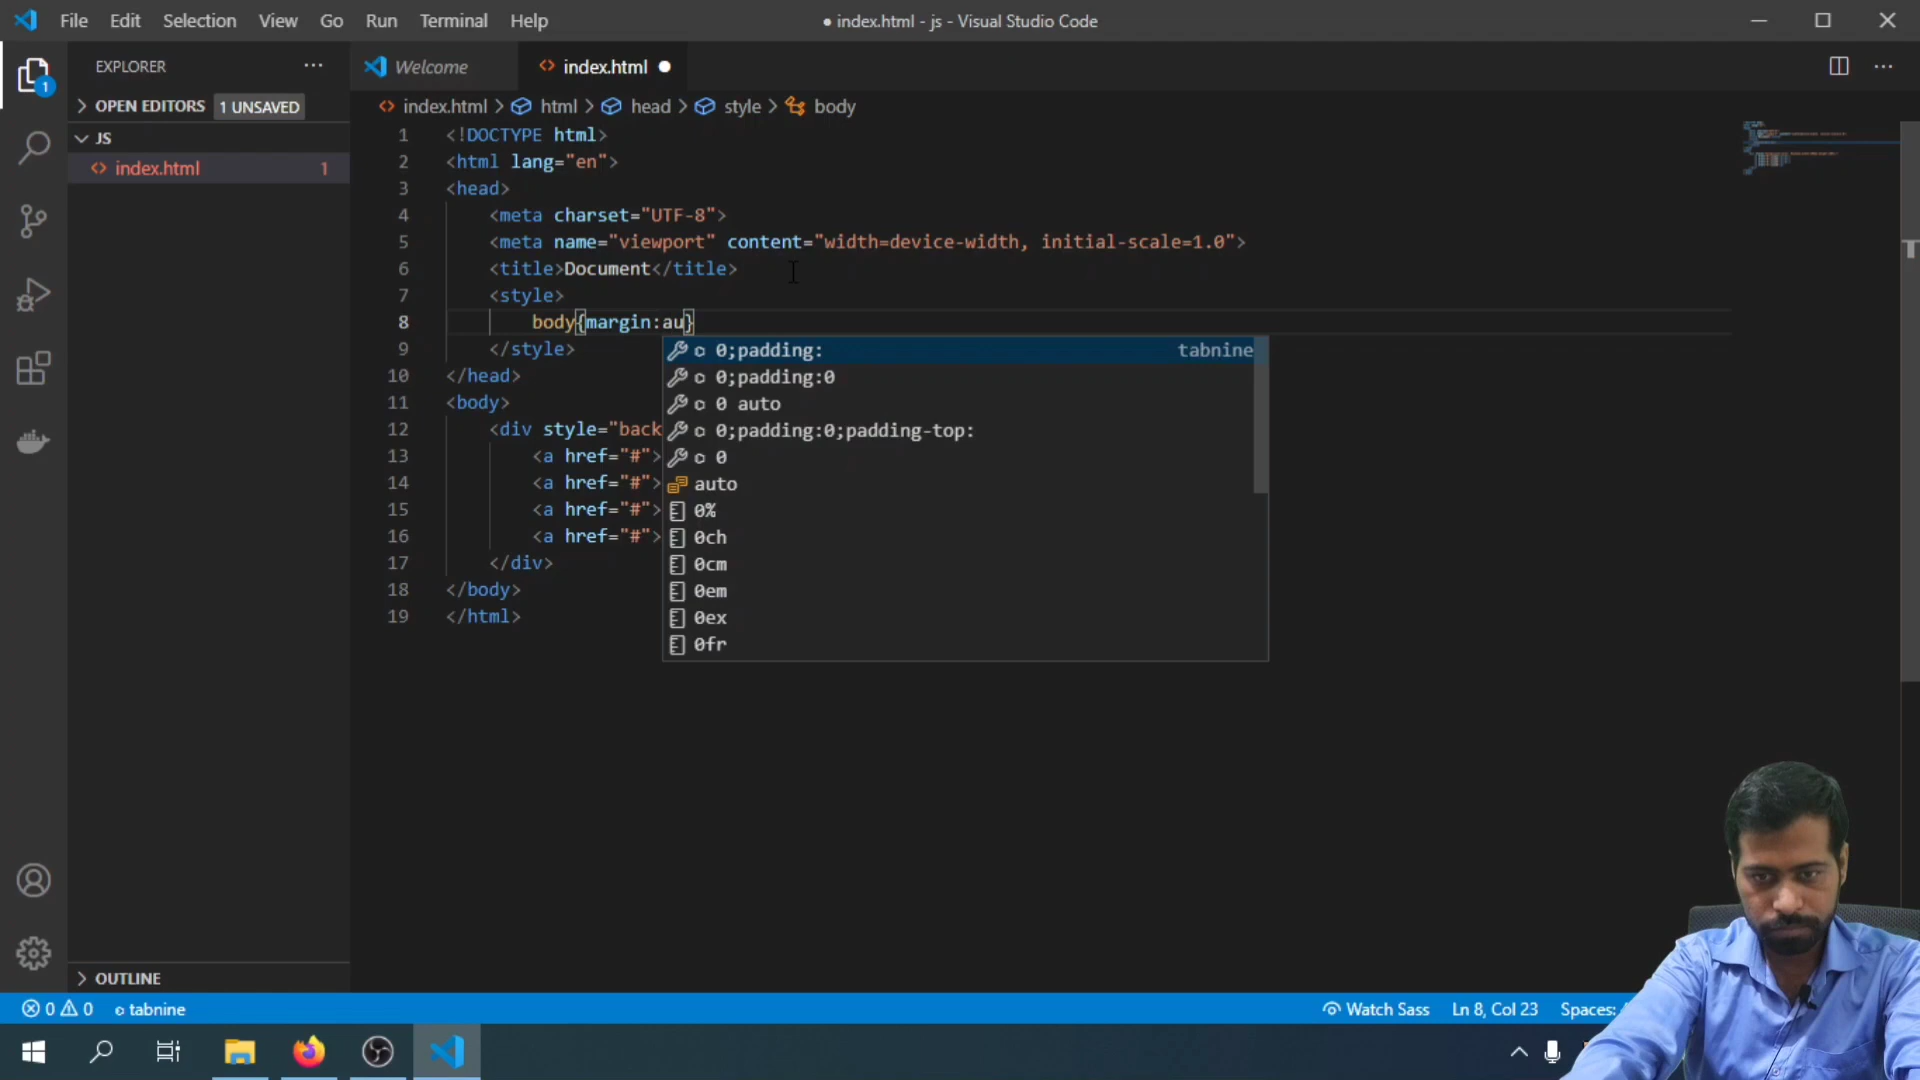 File Edit Selection View Go Run Terminal Help
● index.html - js - Visual Studio Code
EXPLORER ···
OPEN EDITORS 1 UNSAVED
JS
index.html 1
OUTLINE
Welcome
index.html ●
index.html > html > head > style > body
1 <!DOCTYPE html>
2 <html lang="en">
3 <head>
4 <meta charset="UTF-8">
5 <meta name="viewport" content="width=device-width, initial-scale=1.0">
6 <title>Document</title>
7 <style>
8 body{margin:au}
9 </style>
10 </head>
11 <body>
12 <div style="back
13 <a href="#">
14 <a href="#">
15 <a href="#">
16 <a href="#">
17 </div>
18 </body>
19 </html>
0;padding: tabnine
0;padding:0
0 auto
0;padding:0;padding-top:
0
auto
0%
0ch
0cm
0em
0ex
0fr
1
0 0 tabnine
Watch Sass Ln 8, Col 23 Spaces: